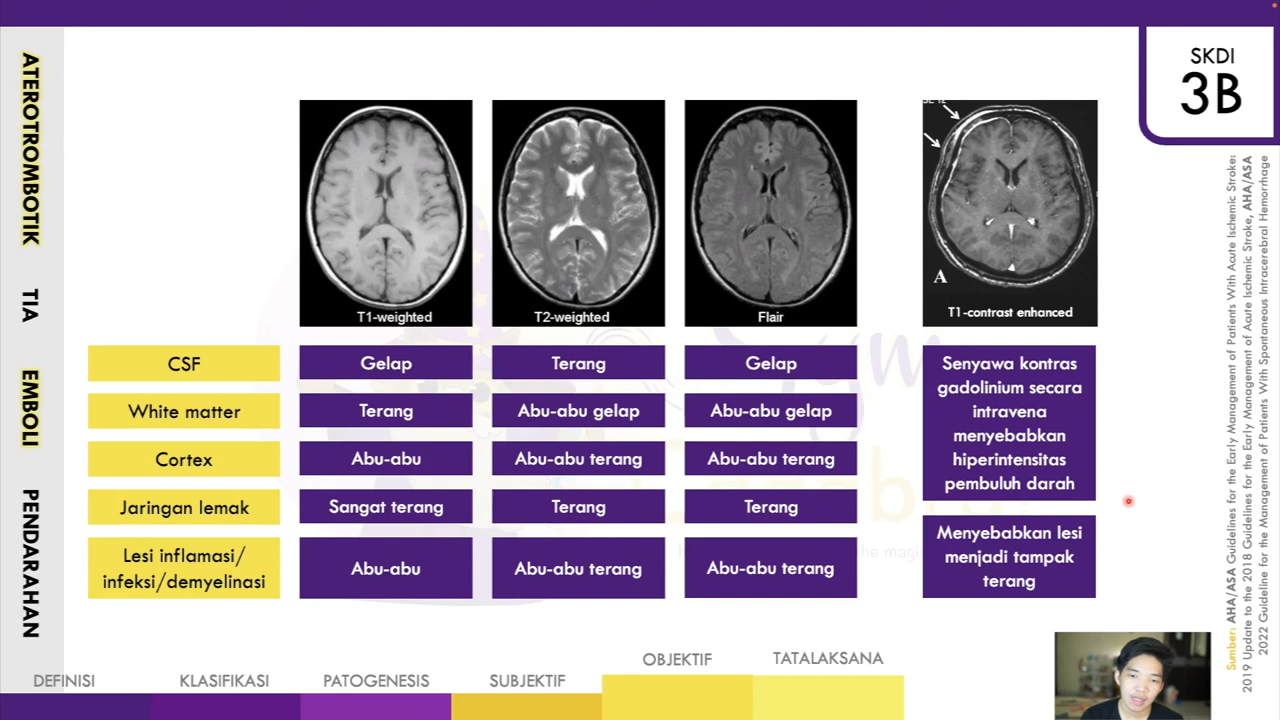 ATEROTROMBOTIK
TIA
EMBOLI
PENDARAHAN
SKDI
3B
SE 12
A
T1-weighted
T2-weighted
Flair
T1-contrast enhanced
CSF
Gelap
Terang
Gelap
White matter
Terang
Abu-abu gelap
Abu-abu gelap
Cortex
Abu-abu
Abu-abu terang
Abu-abu terang
Jaringan lemak
Sangat terang
Terang
Terang
Lesi inflamasi/
infeksi/demyelinasi
Abu-abu
Abu-abu terang
Abu-abu terang
Senyawa kontras
gadolinium secara
intravena
menyebabkan
hiperintensitas
pembuluh darah
Menyebabkan lesi
menjadi tampak
terang
he magi
DEFINISI
KLASIFIKASI
PATOGENESIS
SUBJEKTIF
OBJEKTIF
TATALAKSANA
Sumber: AHA/ASA Guidelines for the Early Management of Patients With Acute Ischemic Stroke:
2019 Update to the 2018 Guidelines for the Early Management of Acute Ischemic Stroke, AHA/ASA
2022 Guideline for the Management of Patients With Spontaneous Intracerebral Hemorrhage